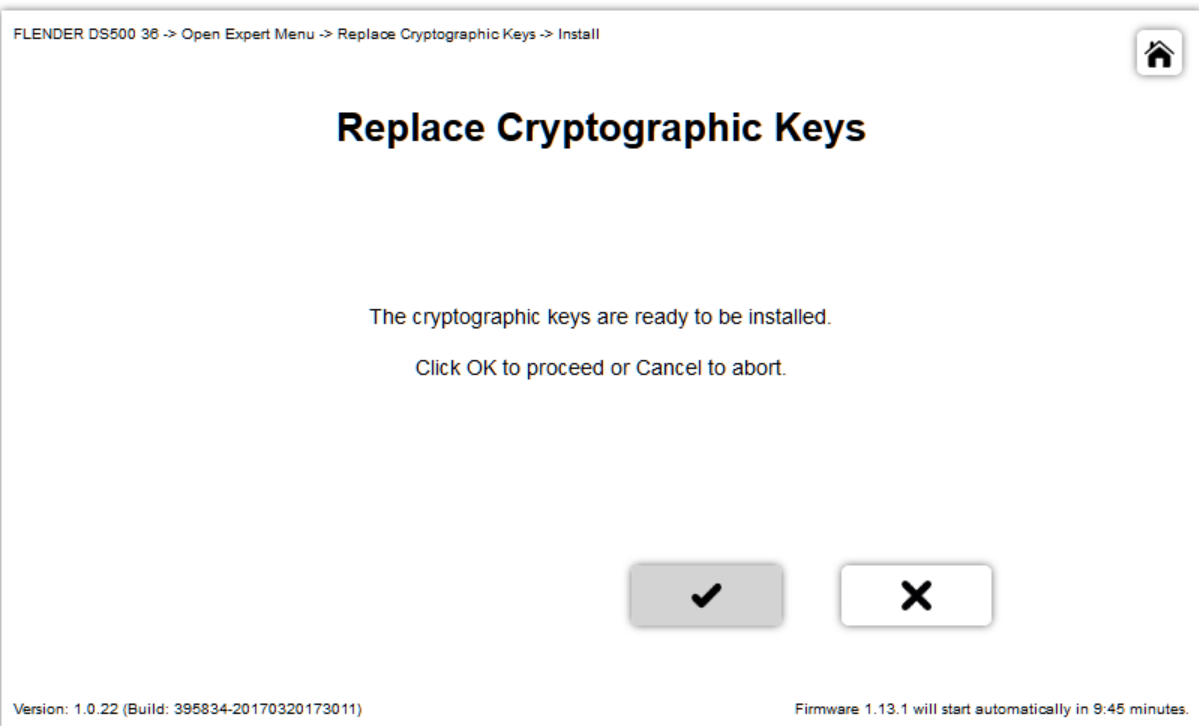 FLENDER DS500 36 -> Open Expert Menu -> Replace Cryptographic Keys -> Install
Replace Cryptographic Keys
The cryptographic keys are ready to be installed.
Click OK to proceed or Cancel to abort.
Version: 1.0.22 (Build: 395834-20170320173011)
Firmware 1.13.1 will start automatically in 9:45 minutes.